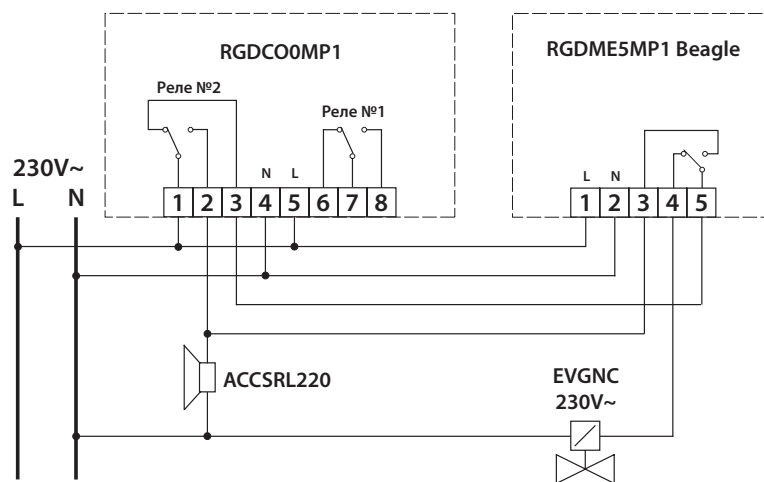 RGDCO0MP1
RGDME5MP1 Beagle
Реле №2
Реле №1
230V~
L N
N L
L N
1 2 3 4 5 6 7 8
1 2 3 4 5
ACCSRL220
EVGNC
230V~